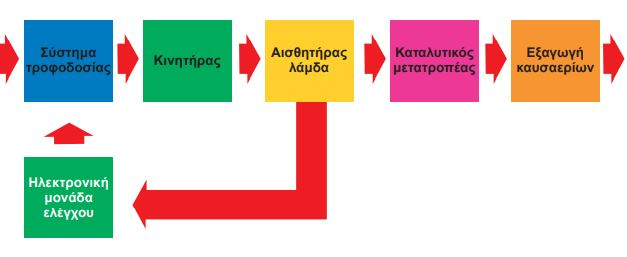 Σύστημα
τροφοδοσίας
Κινητήρας
Αισθητήρας
λάμδα
Καταλυτικός
μετατροπέας
Εξαγωγή
καυσαερίων
Ηλεκτρονική
μονάδα
ελέγχου